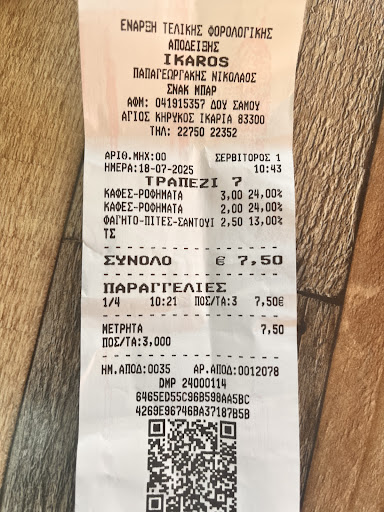 ΕΝΑΡΞΗ ΤΕΛΙΚΗΣ ΦΟΡΟΛΟΓΙΚΗΣ
ΑΠΟΔΕΙΞΗΣ
IKAROS
ΠΑΠΑΓΕΩΡΓΑΚΗΣ ΝΙΚΟΛΑΟΣ
ΣΝΑΚ ΜΠΑΡ
ΑΦΜ: 041915357 ΔΟΥ ΣΑΜΟΥ
ΑΓΙΟΣ ΚΗΡΥΚΟΣ ΙΚΑΡΙΑ 83300
ΤΗΛ: 22750 22352
ΑΡΙΘ.ΜΗΧ:00 ΣΕΡΒΙΤΟΡΟΣ 1
ΗΜΕΡΑ:18-07-2025 10:43
ΤΡΑΠΕΖΙ 7
ΚΑΦΕΣ-ΡΟΦΗΜΑΤΑ 3,00 24,00%
ΚΑΦΕΣ-ΡΟΦΗΜΑΤΑ 2,00 24,00%
ΦΑΓΗΤΟ-ΠΙΤΕΣ-ΣΑΝΤΟΥΙ 2,50 13,00%
ΤΣ
ΣΥΝΟΛΟ € 7,50
ΠΑΡΑΓΓΕΛΙΕΣ
1/4 10:21 ΠΟΣ/ΤΑ:3 7,50€
ΜΕΤΡΗΤΑ 7,50
ΠΟΣ/ΤΑ:3,000
ΗΜ.ΑΠΟΔ:0035 ΑΡ.ΑΠΟΔ:0012078
DMP 24000114
6465ED55C96B598AA5BC
4269E96746BA37187B5B